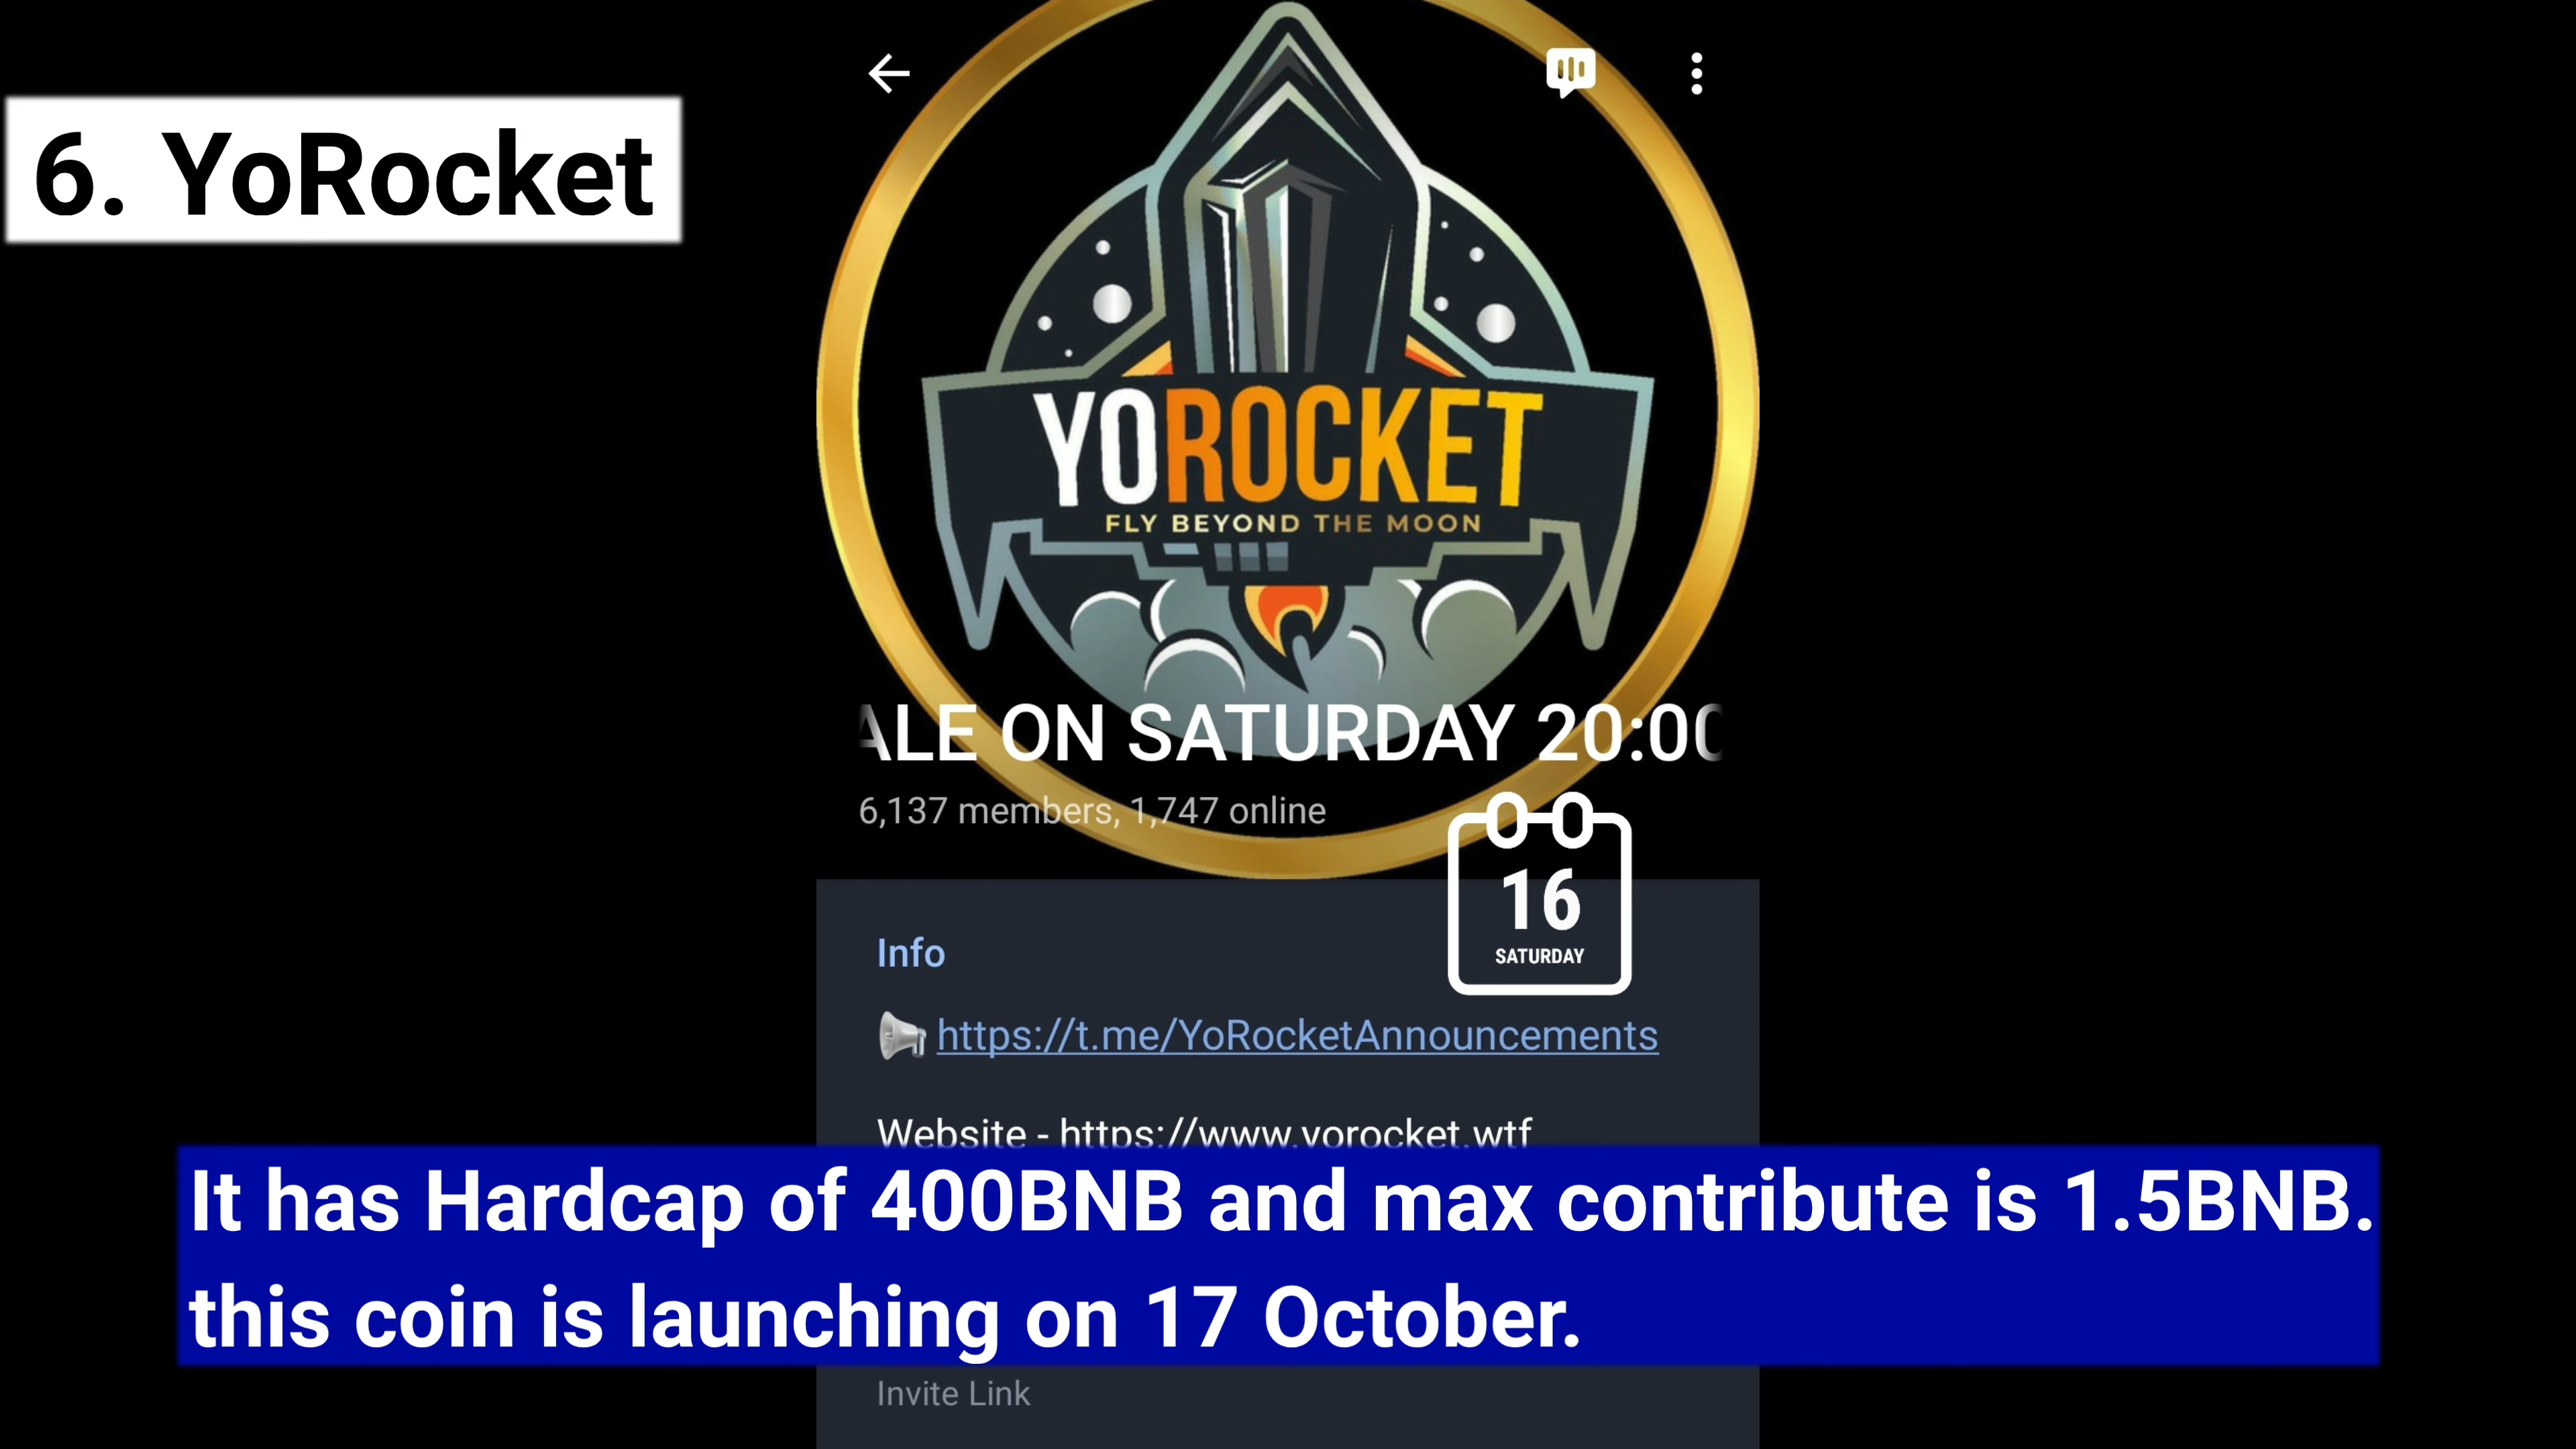 6. YoRocket
YOROCKET
FLY BEYOND THE MOON
ALE ON SATURDAY 20:00
6,137 members, 1,747 online
16
SATURDAY
Info
https://t.me/YoRocketAnnouncements
Website - https://www.yorocket.wtf
It has Hardcap of 400BNB and max contribute is 1.5BNB.
this coin is launching on 17 October.
Invite Link